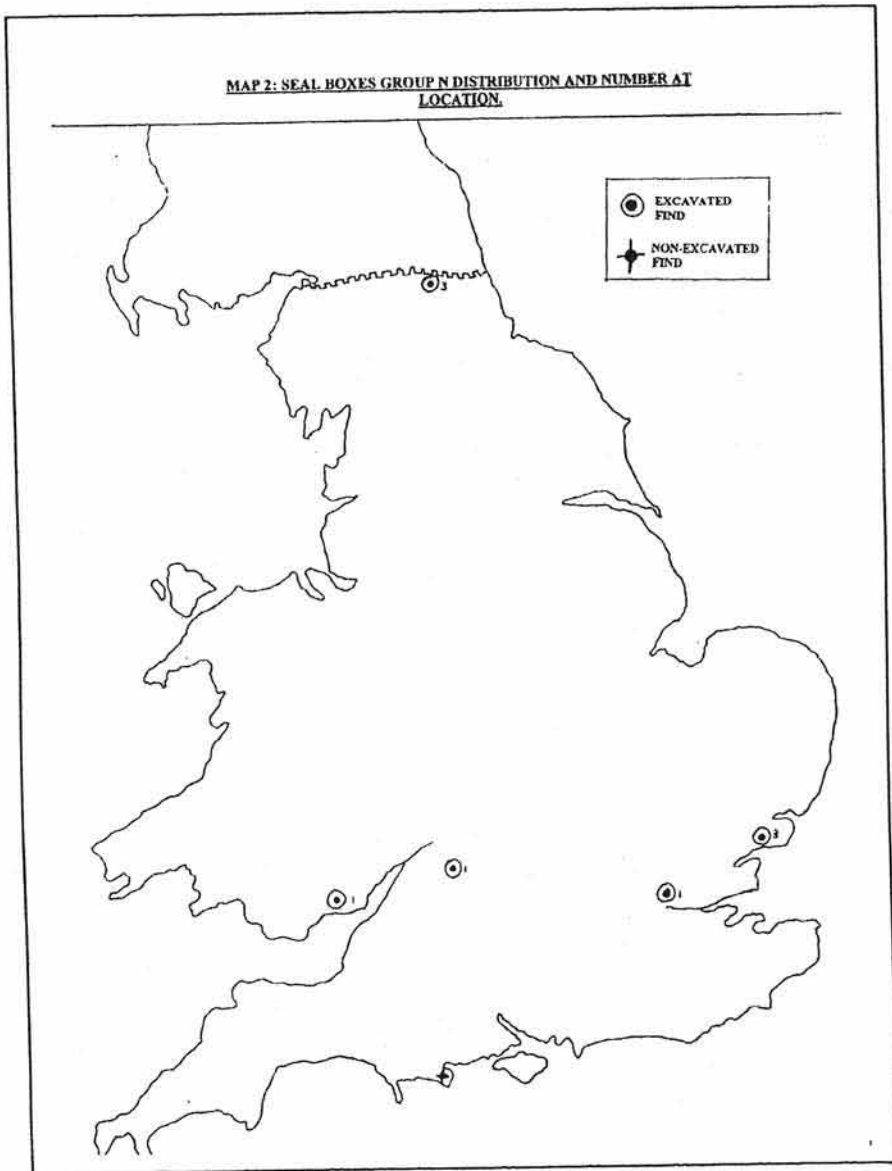 MAP 2: SEAL BOXES GROUP N DISTRIBUTION AND NUMBER AT
LOCATION.
EXCAVATED
FIND
NON-EXCAVATED
FIND
3
3
1
1
1